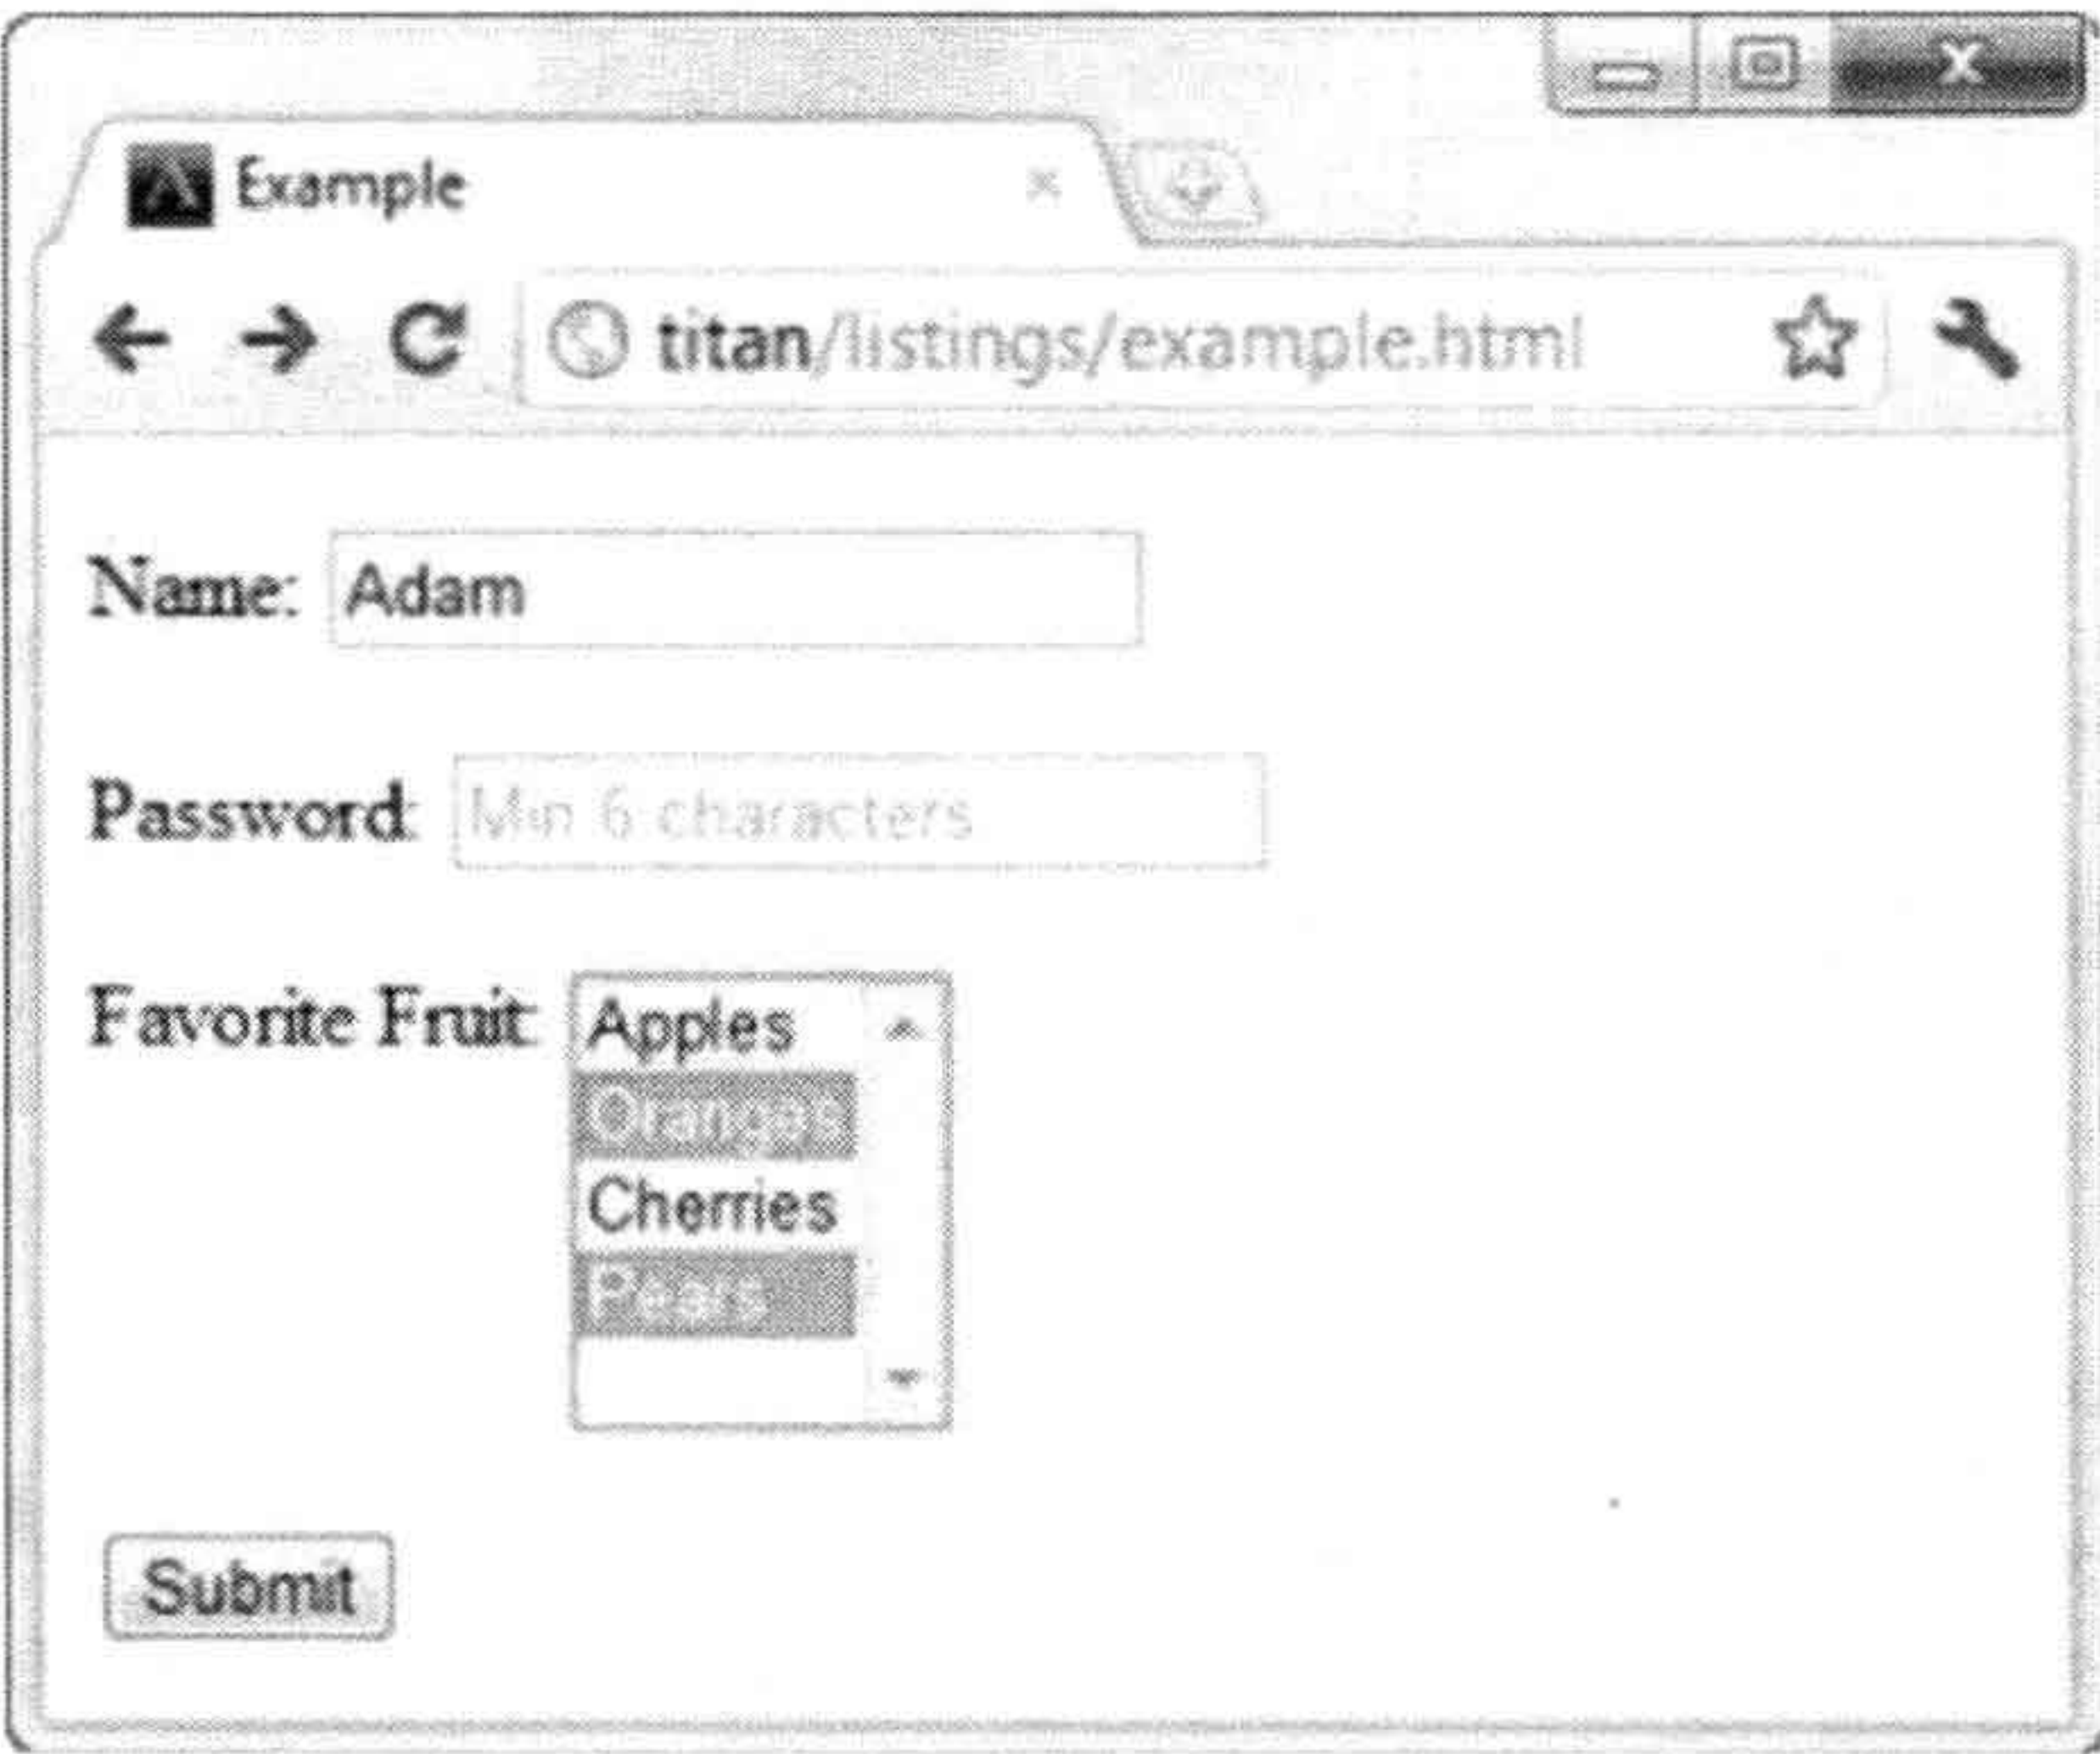 Example
titan/listings/example.html
Name: Adam
Password: Min 6 characters
Favorite Fruit: Apples
Oranges
Cherries
Pears
Submit